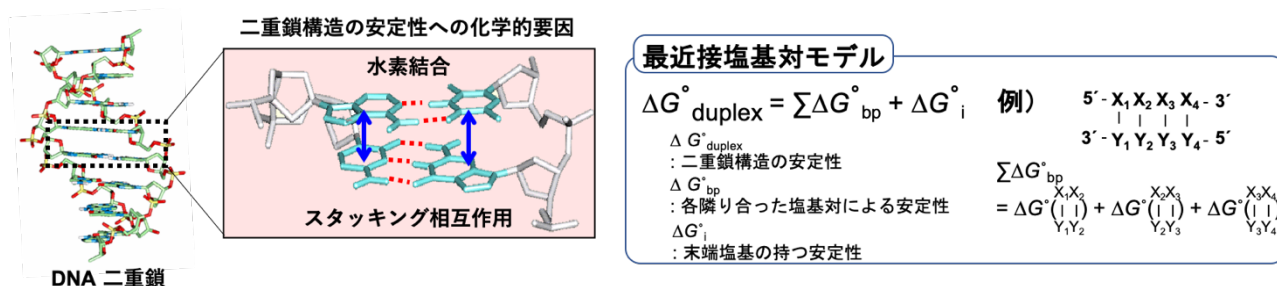 二重鎖構造の安定性への化学的要因
水素結合
スタッキング相互作用
DNA 二重鎖
最近接塩基対モデル
ΔG°duplex = ∑ΔG°bp + ΔG°i
ΔG°duplex
: 二重鎖構造の安定性
ΔG°bp
: 各隣り合った塩基対による安定性
ΔG°i
: 末端塩基の持つ安定性
例）
5´- X1 X2 X3 X4 - 3´
| | | |
3´- Y1 Y2 Y3 Y4 - 5´
∑ΔG°bp
X1X2 X2X3 X3X4
= ΔG°( | | ) + ΔG°( | | ) + ΔG°( | | )
Y1Y2 Y2Y3 Y3Y4